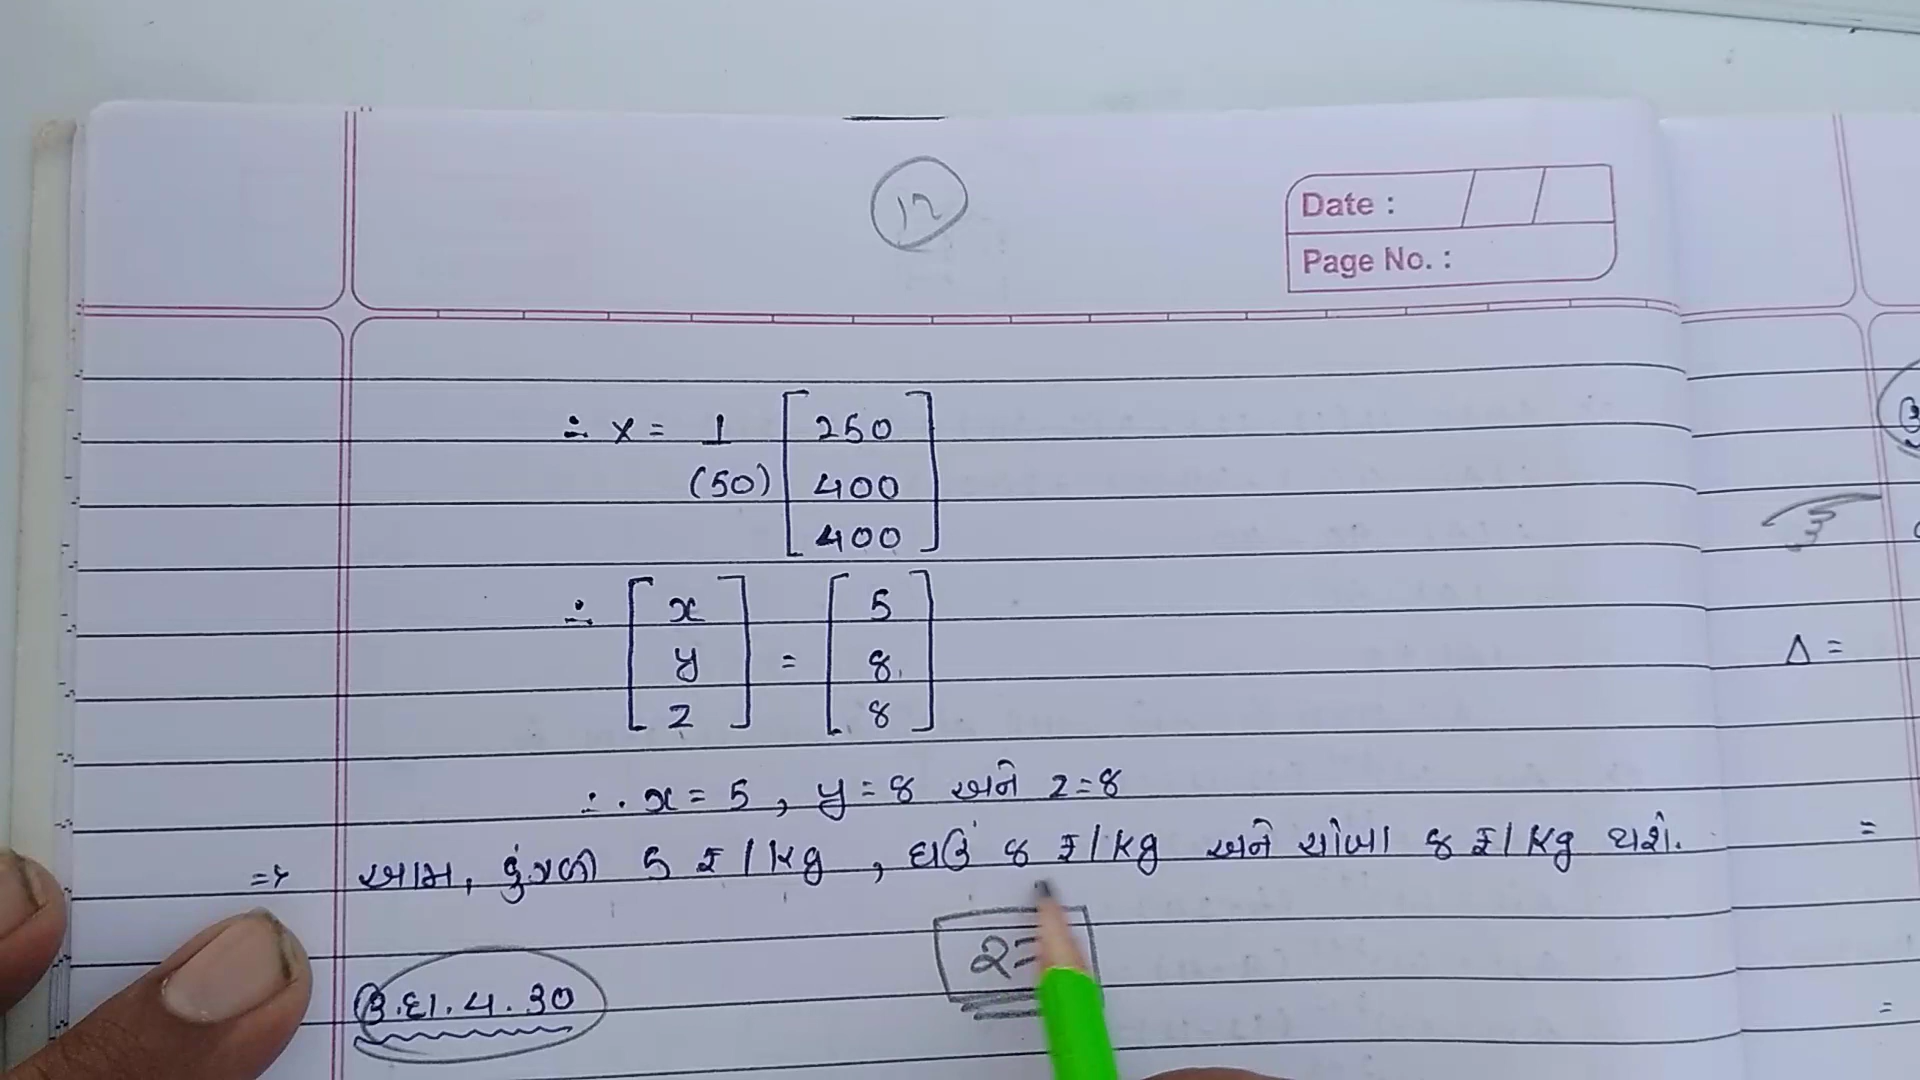 12
Date :
Page No. :
∴ X = 1 [250
(50) 400
400]
∴ [x [5
y = 8
z] 8]
∴ x = 5, y = 8 અને z = 8
=> આમ, ડુંગળી 5 ₹ / kg, ઘઉં 8 ₹ / kg અને ચોખા 8 ₹ / kg થશે.
ઉ.દા. 4.30
Δ =
=
=